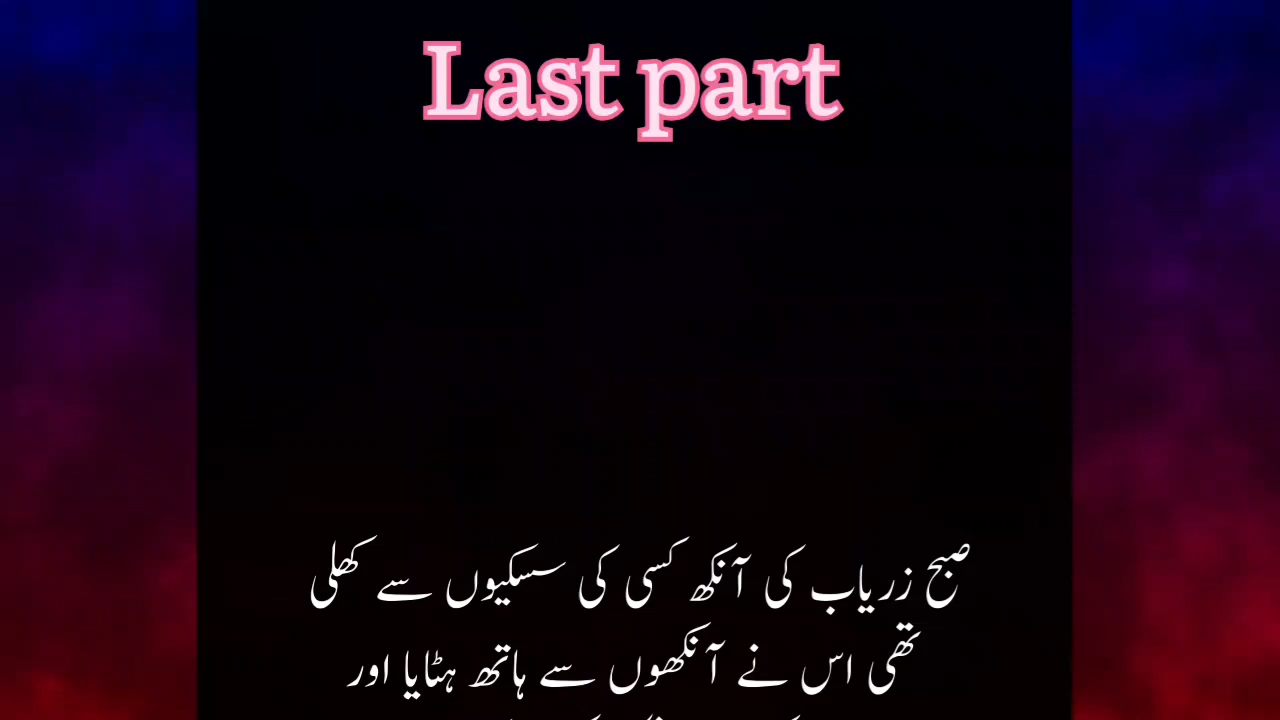 Last part
صبح زریاب کی آنکھ کسی کی سسکیوں سے کھلی
تھی اس نے آنکھوں سے ہاتھ ہٹایا اور